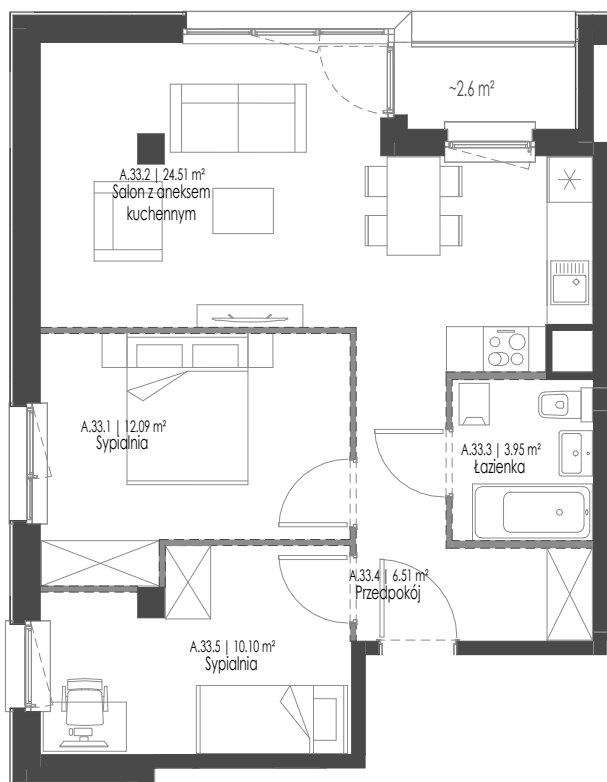 ~2.6 m²
A.33.2 | 24.51 m²
Salon z aneksem
kuchennym
A.33.1 | 12.09 m²
Sypialnia
A.33.3 | 3.95 m²
Łazienka
A.33.4 | 6.51 m²
Przedpokój
A.33.5 | 10.10 m²
Sypialnia